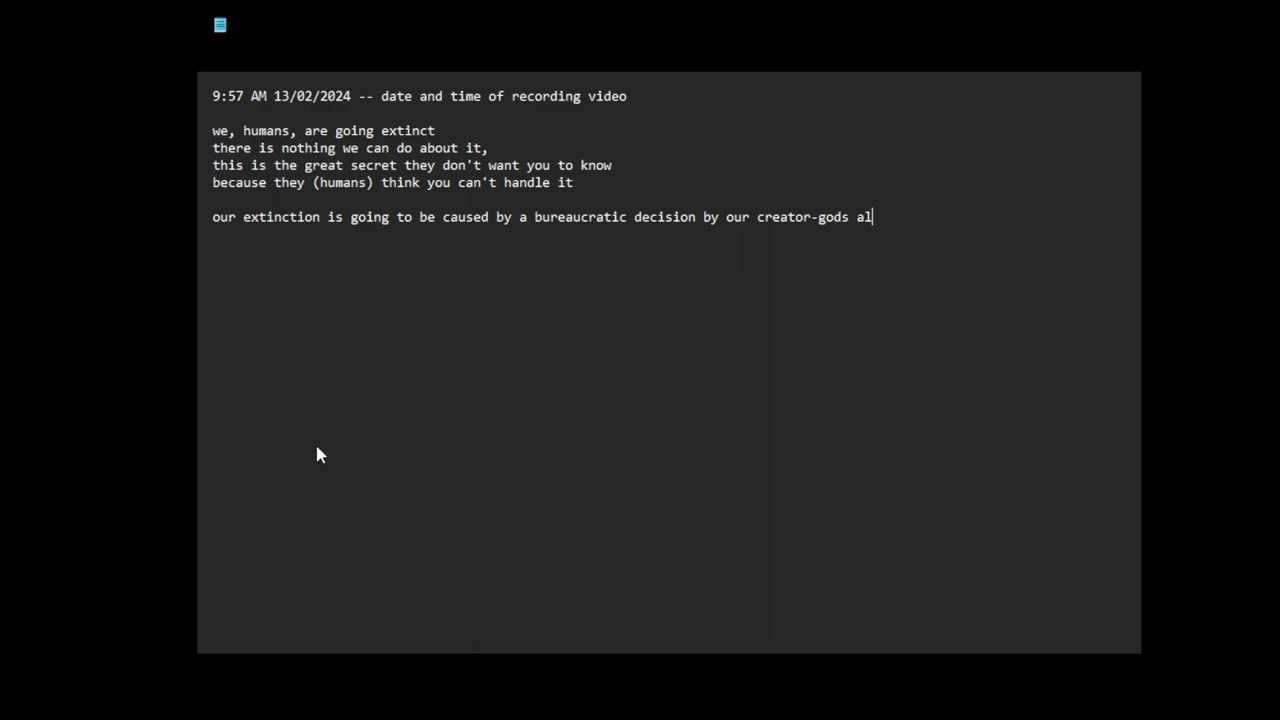 9:57 AM 13/02/2024 -- date and time of recording video
we, humans, are going extinct
there is nothing we can do about it,
this is the great secret they don't want you to know
because they (humans) think you can't handle it
our extinction is going to be caused by a bureaucratic decision by our creator-gods al